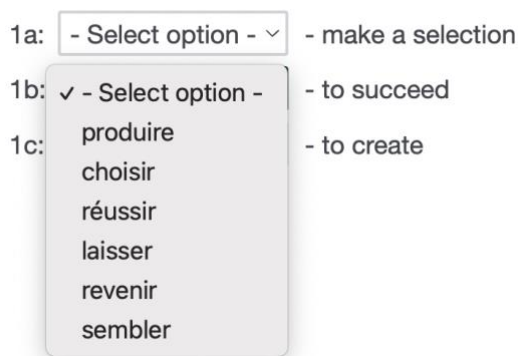 1a: - Select option - - make a selection
1b: ✓ - Select option - - to succeed
produire
1c: - to create
choisir
réussir
laisser
revenir
sembler